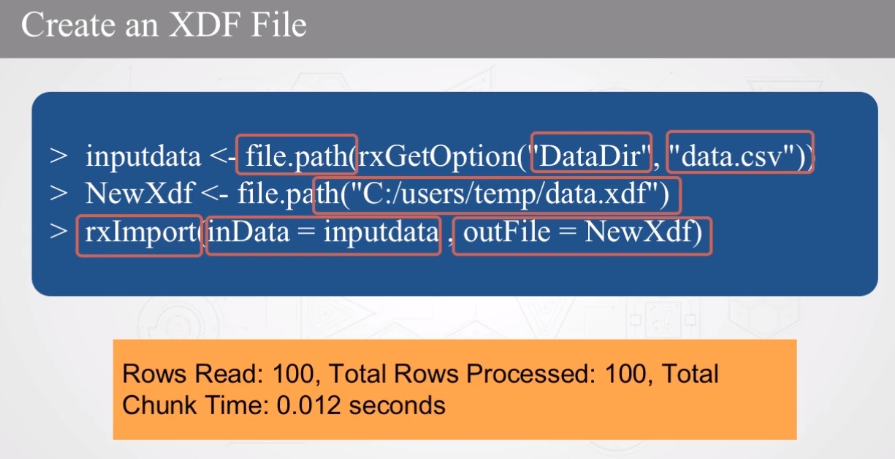 Create an XDF File
> inputdata <- file.path(rxGetOption("DataDir", "data.csv"))
> NewXdf <- file.path("C:/users/temp/data.xdf")
> rxImport(inData = inputdata , outFile = NewXdf)
Rows Read: 100, Total Rows Processed: 100, Total
Chunk Time: 0.012 seconds